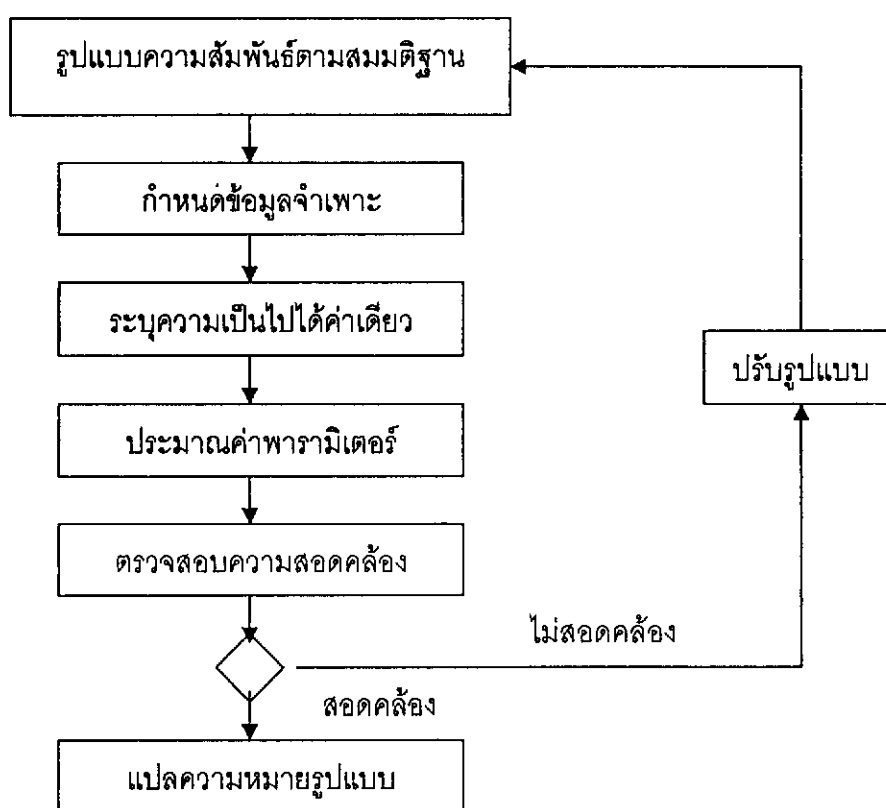 รูปแบบความสัมพันธ์ตามสมมติฐาน
กำหนดข้อมูลจำเพาะ
ระบุความเป็นไปได้ค่าเดียว
ปรับรูปแบบ
ประมาณค่าพารามิเตอร์
ตรวจสอบความสอดคล้อง
ไม่สอดคล้อง
สอดคล้อง
แปลความหมายรูปแบบ